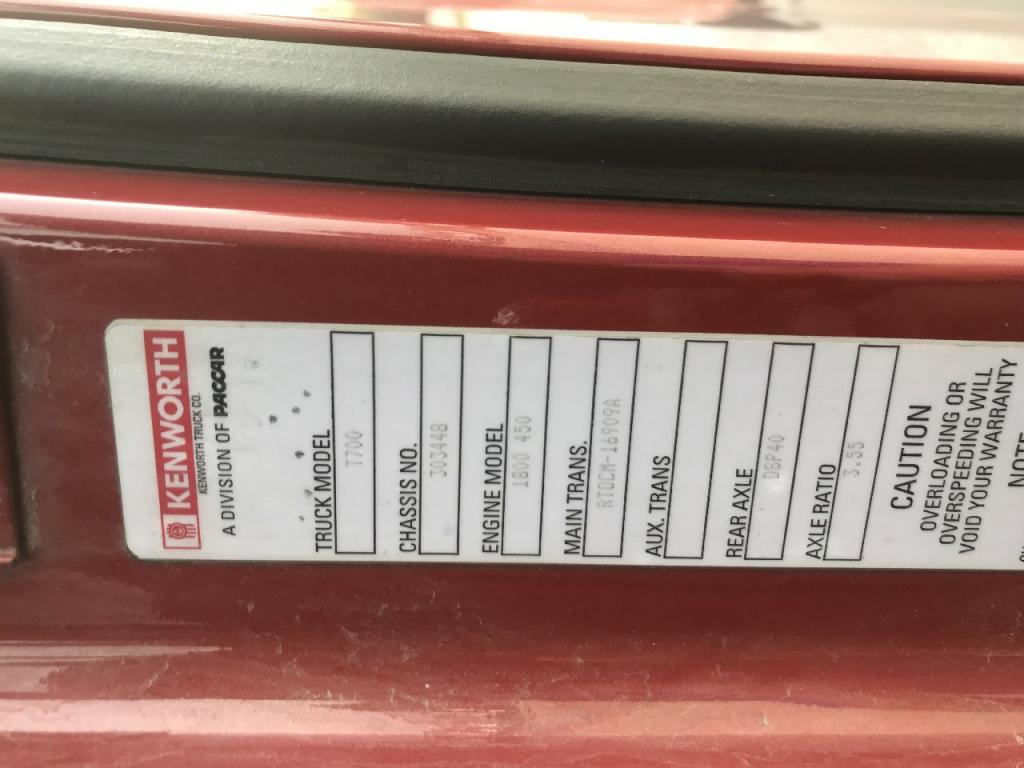 KENWORTH
KENWORTH TRUCK CO.
A DIVISION OF PACCAR
TRUCK MODEL
T700
CHASSIS NO.
303448
ENGINE MODEL
1800 450
MAIN TRANS.
RTOCM-16909A
AUX. TRANS
REAR AXLE
DSP40
AXLE RATIO
3.55
CAUTION
OVERLOADING OR
OVERSPEEDING WILL
VOID YOUR WARRANTY
NOTE